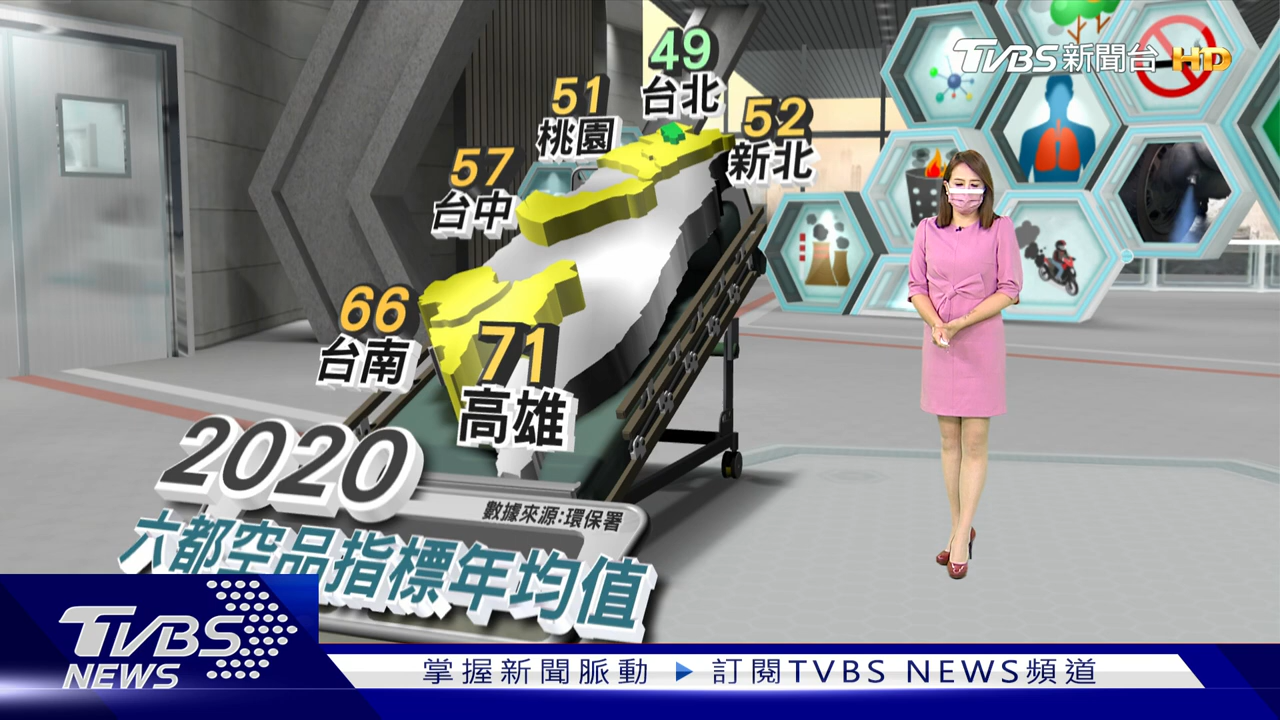 TVBS新聞台 HD
49
台北
51
桃園
52
新北
57
台中
66
台南
71
高雄
2020
數據來源:環保署
六都空品指標年均值
TVBS
NEWS
掌握新聞脈動 ▶ 訂閱TVBS NEWS頻道